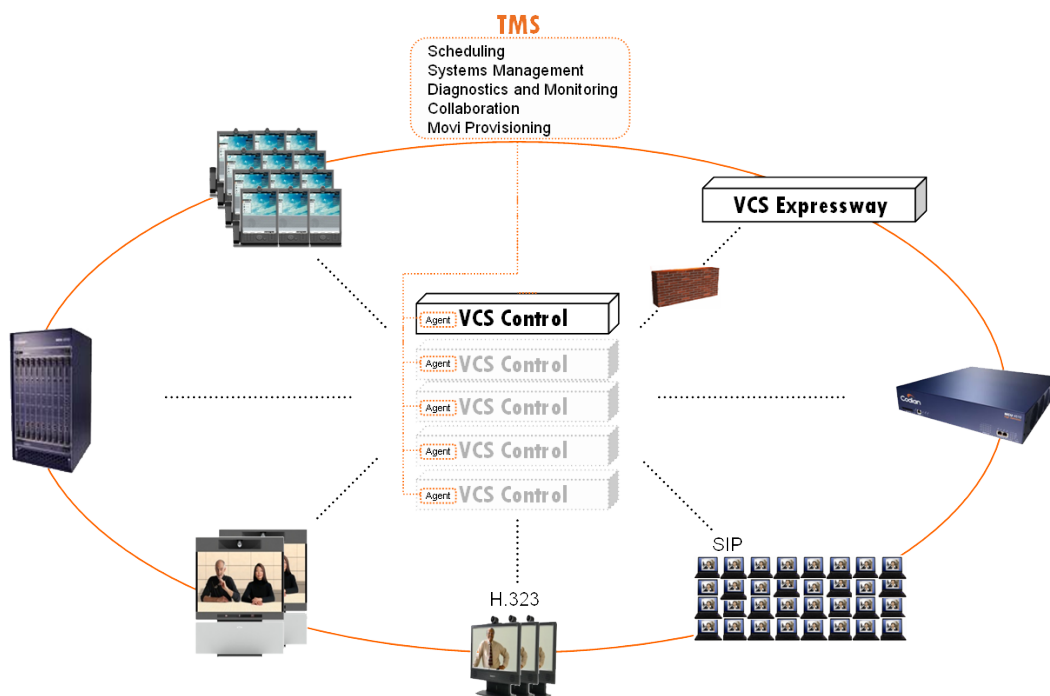 TMS
Scheduling
Systems Management
Diagnostics and Monitoring
Collaboration
Movi Provisioning
VCS Expressway
Agent VCS Control
Agent VCS Control
Agent VCS Control
Agent VCS Control
Agent VCS Control
Codian
SIP
H.323